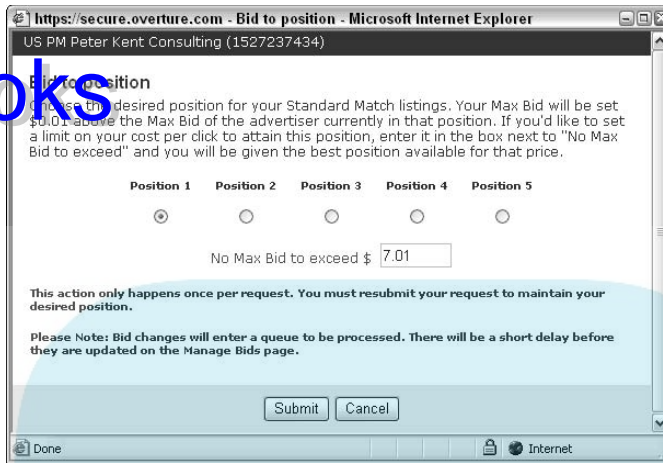 https://secure.overture.com - Bid to position - Microsoft Internet Explorer
US PM Peter Kent Consulting (1527237434)
oks
Bid to position
Choose the desired position for your Standard Match listings. Your Max Bid will be set
$0.01 above the Max Bid of the advertiser currently in that position. If you'd like to set
a limit on your cost per click to attain this position, enter it in the box next to "No Max
Bid to exceed" and you will be given the best position available for that price.
Position 1 Position 2 Position 3 Position 4 Position 5
No Max Bid to exceed $ 7.01
This action only happens once per request. You must resubmit your request to maintain your
desired position.
Please Note: Bid changes will enter a queue to be processed. There will be a short delay before
they are updated on the Manage Bids page.
Submit Cancel
Done Internet